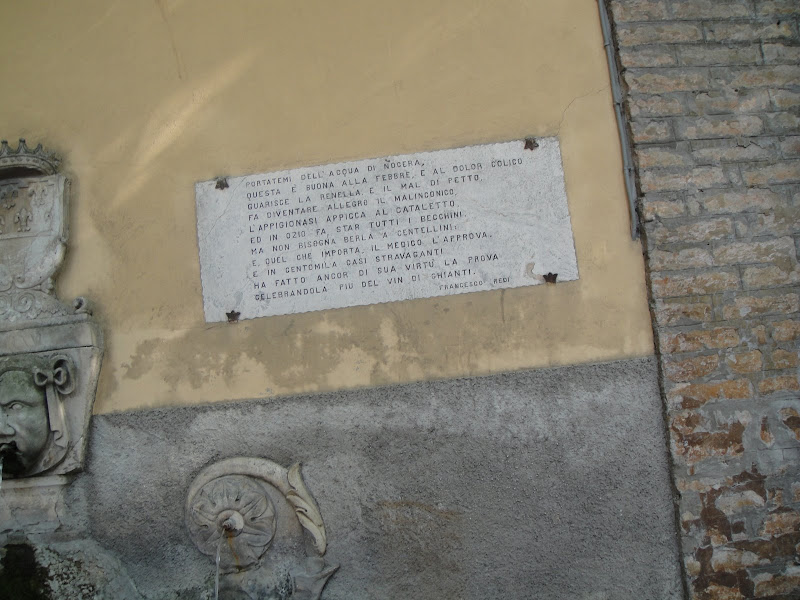 PORTATEMI DELL'ACQUA DI NOCERA,
QUESTA È BUONA ALLA FEBBRE, E AL DOLOR COLICO
GUARISCE LA RENELLA, E IL MAL DI PETTO,
FA DIVENTARE ALLEGRO IL MALINCONICO,
L'APPIGIONASI APPICCA AL CATALETTO,
ED IN OZIO FA STAR TUTTI I BECCHINI
MA NON BISOGNA BERLA A CENTELLINI;
E, QUEL CHE IMPORTA, IL MEDICO L'APPROVA,
E IN CENTOMILA CASI STRAVAGANTI
HA FATTO ANCOR DI SUA VIRTÙ LA PROVA
CELEBRANDOLA PIÙ DEL VIN DI CHIANTI.
FRANCESCO REDI